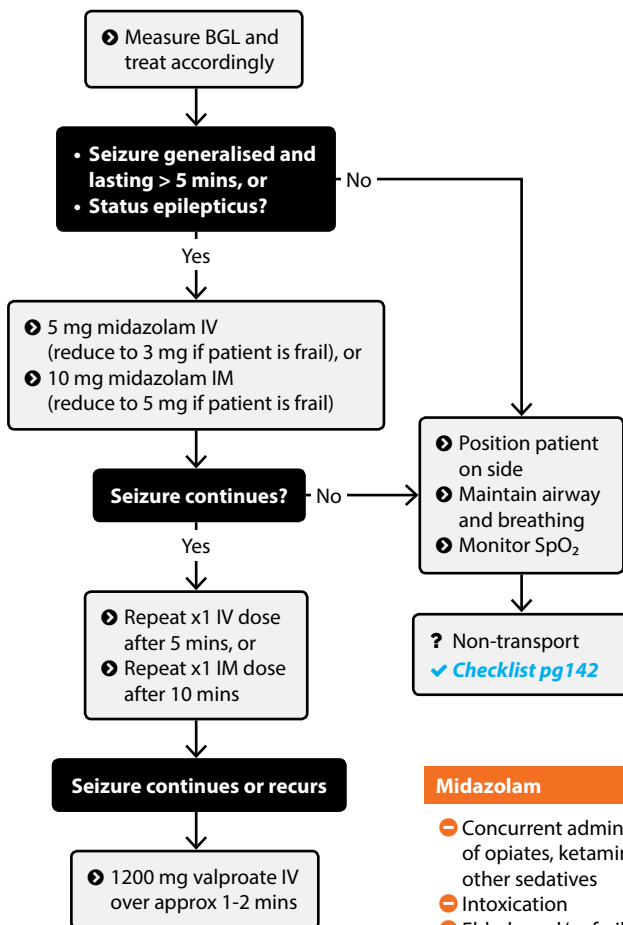 Measure BGL and
treat accordingly
• Seizure generalised and
lasting > 5 mins, or
• Status epilepticus?
No
Yes
5 mg midazolam IV
(reduce to 3 mg if patient is frail), or
10 mg midazolam IM
(reduce to 5 mg if patient is frail)
Seizure continues?
No
Position patient
on side
Maintain airway
and breathing
Monitor SpO₂
Yes
Repeat x1 IV dose
after 5 mins, or
Repeat x1 IM dose
after 10 mins
? Non-transport
✓ Checklist pg142
Seizure continues or recurs
1200 mg valproate IV
over approx 1-2 mins
Midazolam
Concurrent admin
of opiates, ketamin
other sedatives
Intoxication